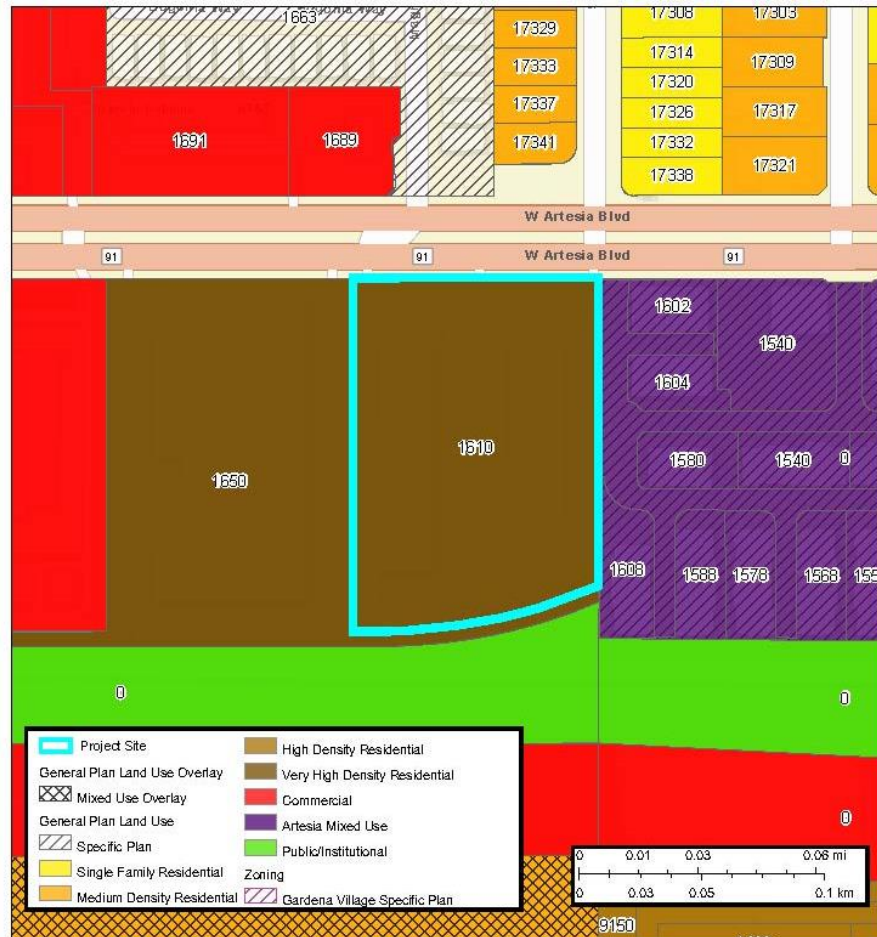 1663
17308
17303
17329
17314
17309
17333
17320
17337
17326
17317
17341
17332
17321
17338
1691
1689
W Artesia Blvd
W Artesia Blvd
91
91
91
1602
1540
1604
1610
1650
1580
1540
0
1608
1588
1578
1568
0
0
0
Project Site
General Plan Land Use Overlay
Mixed Use Overlay
General Plan Land Use
Specific Plan
Single Family Residential
Medium Density Residential
High Density Residential
Very High Density Residential
Commercial
Artesia Mixed Use
Public/Institutional
Zoning
Gardena Village Specific Plan
0 0.01 0.03 0.06 mi
0 0.03 0.05 0.1 km
9150